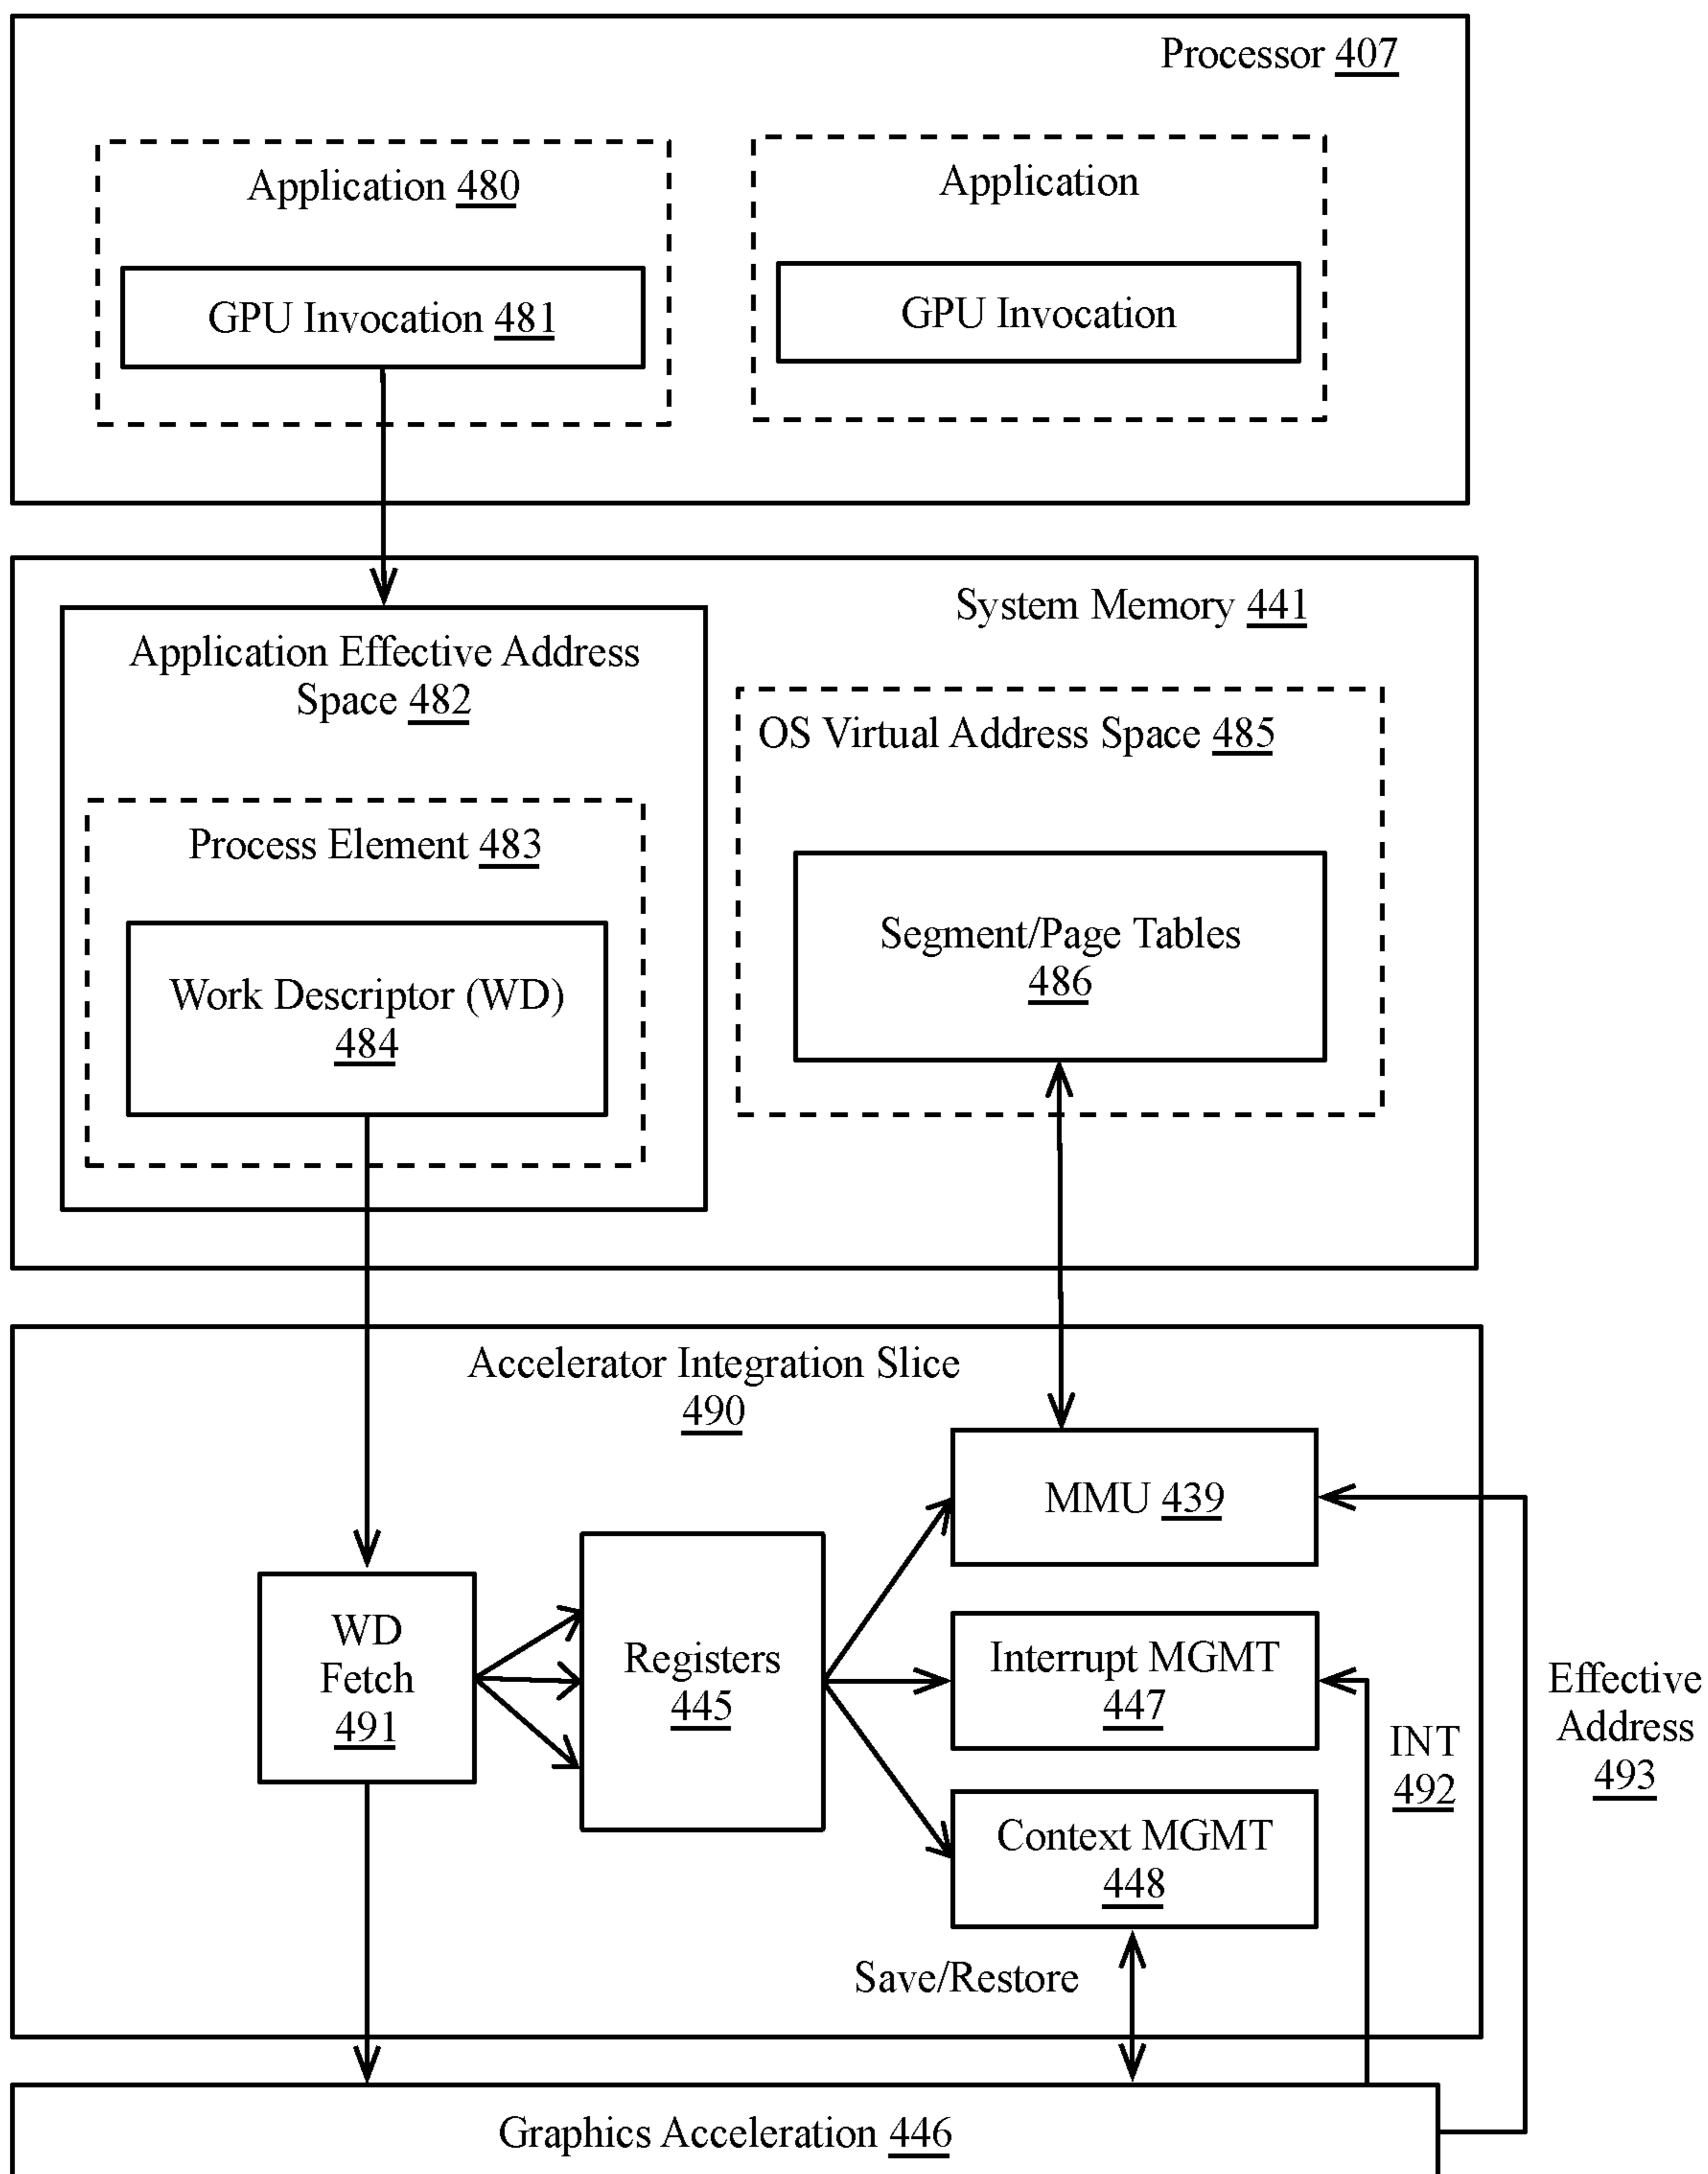 Processor 407
Application 480
GPU Invocation 481
Application
GPU Invocation
System Memory 441
Application Effective Address
Space 482
Process Element 483
Work Descriptor (WD)
484
OS Virtual Address Space 485
Segment/Page Tables
486
Accelerator Integration Slice
490
WD
Fetch
491
Registers
445
MMU 439
Interrupt MGMT
447
Context MGMT
448
Save/Restore
INT
492
Effective
Address
493
Graphics Acceleration 446